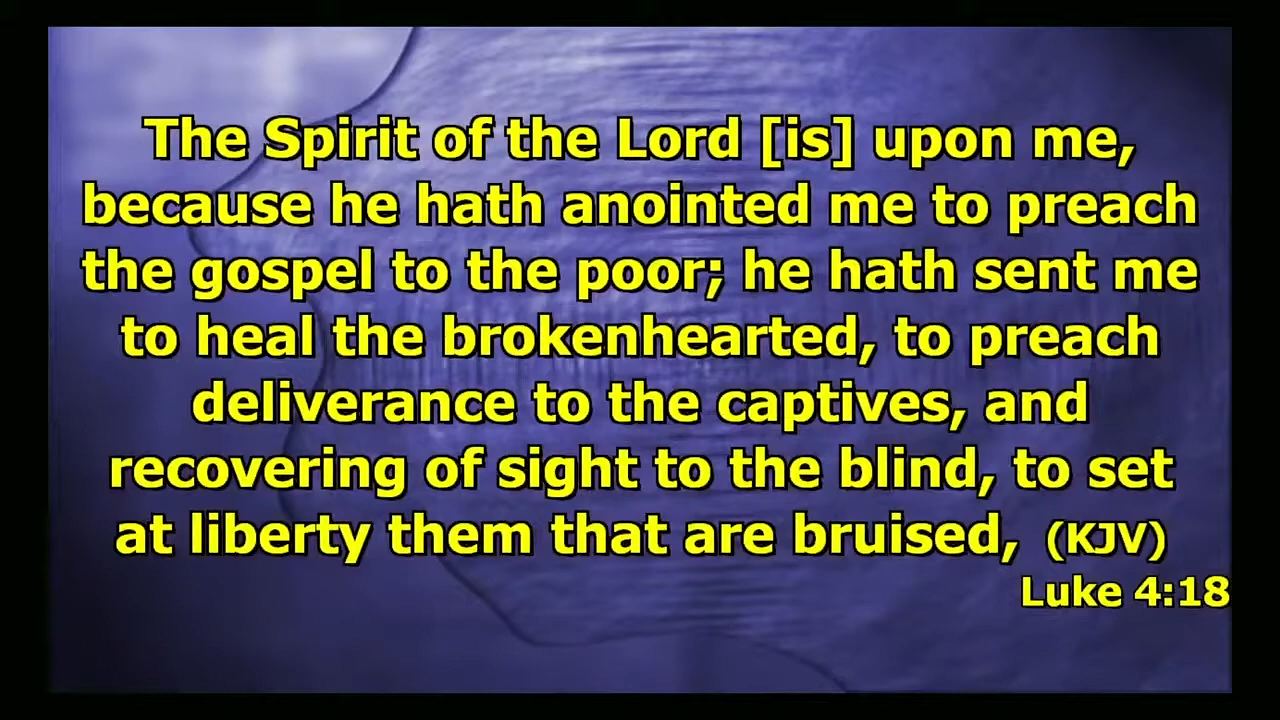 The Spirit of the Lord [is] upon me,
because he hath anointed me to preach
the gospel to the poor; he hath sent me
to heal the brokenhearted, to preach
deliverance to the captives, and
recovering of sight to the blind, to set
at liberty them that are bruised, (KJV)
Luke 4:18